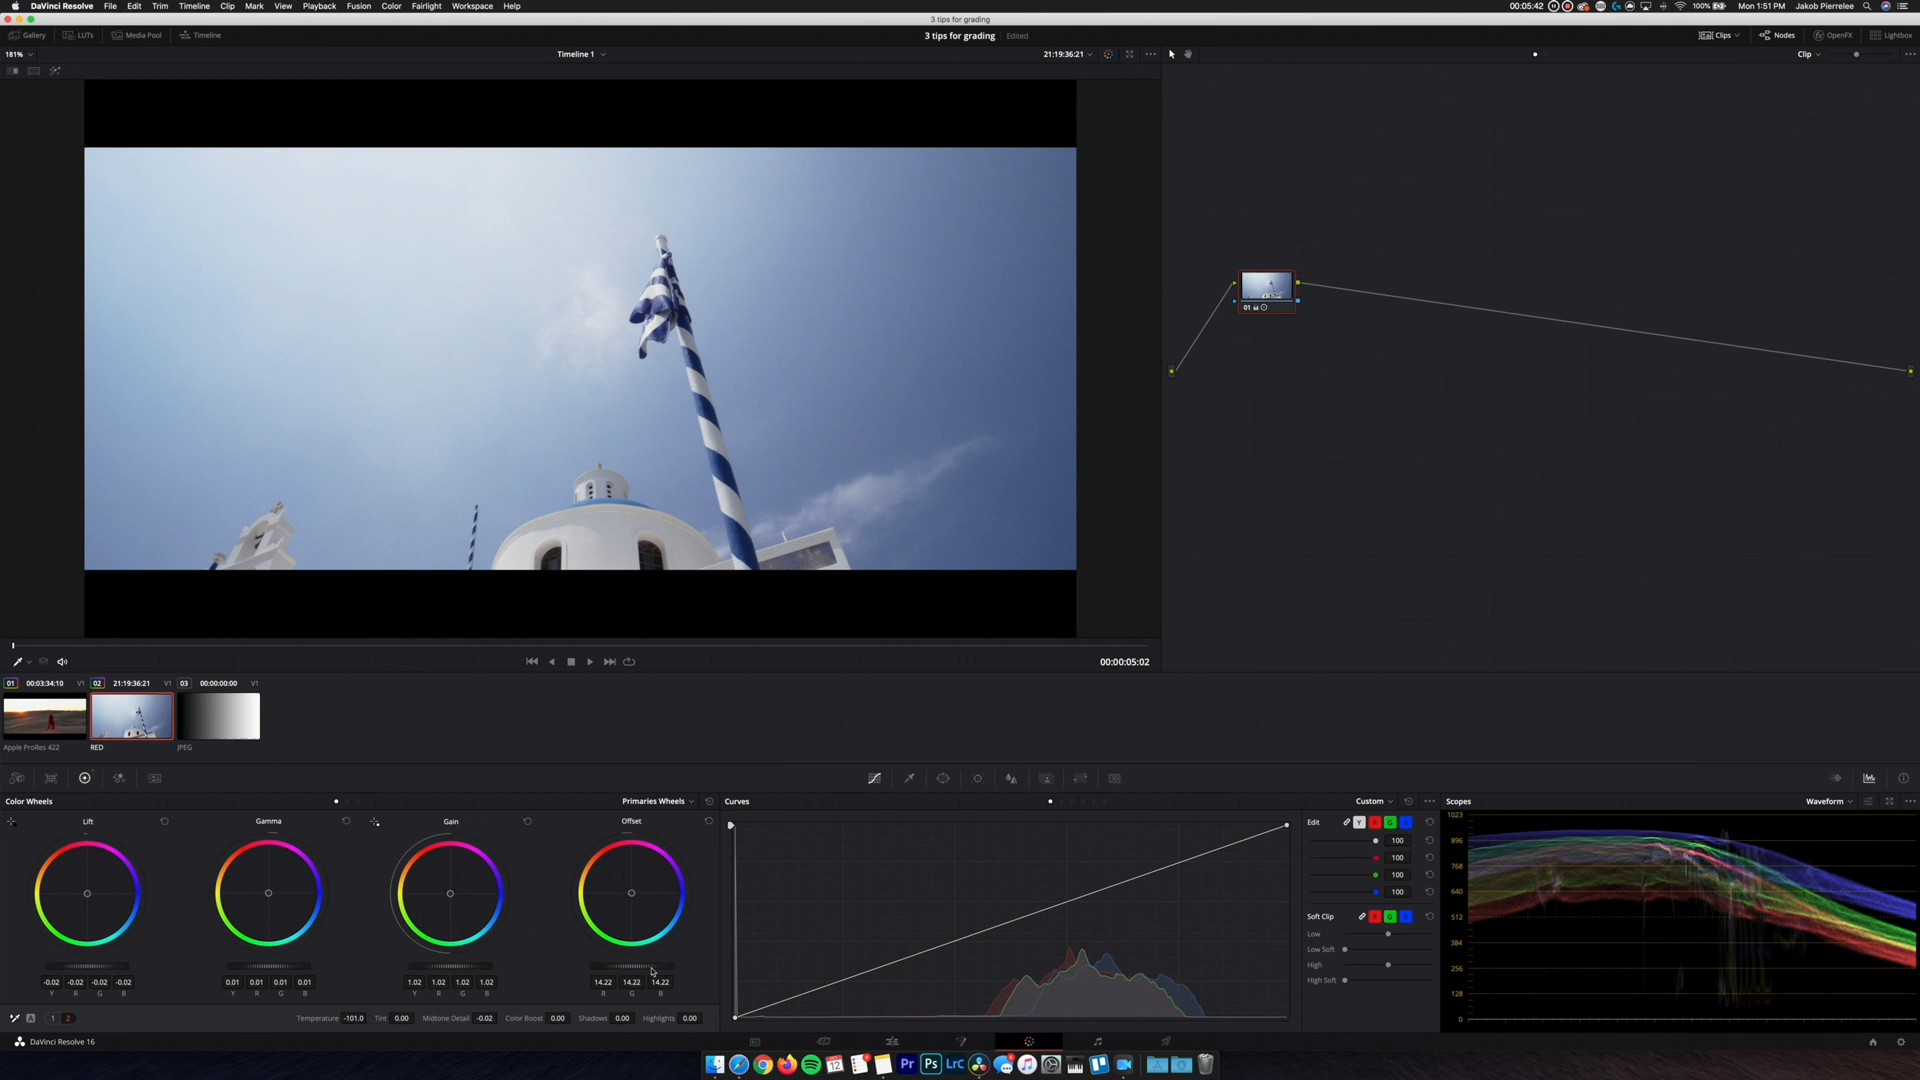 DaVinci Resolve File Edit Trim Timeline Clip Mark View Playback Fusion Color Fairlight Workspace Help 00:05:42 100% Mon 1:51 PM Jakob Pierrelee
3 tips for grading
Gallery LUTs Media Pool Timeline 3 tips for grading Edited Clips Nodes OpenFX Lightbox
181% Timeline 1 21:19:36:21 Clip
01
00:00:05:02
01 00:03:34:10 V1 02 21:19:36:21 V1 03 00:00:00:00 V1
Apple ProRes 422 RED JPEG
Color Wheels Primaries Wheels Curves Custom Scopes Waveform
Lift Gamma Gain Offset
Edit Y R G B
100
100
100
100
Soft Clip R G B
Low
Low Soft
High
High Soft
1023
896
768
640
512
384
256
128
0
-0.02 -0.02 -0.02 -0.02 0.01 0.01 0.01 0.01 1.02 1.02 1.02 1.02 14.22 14.22 14.22
Y R G B Y R G B Y R G B R G B
A 1 2 Temperature -101.0 Tint 0.00 Midtone Detail -0.02 Color Boost 0.00 Shadows 0.00 Highlights 0.00
DaVinci Resolve 16
12 Pr Ps LrC